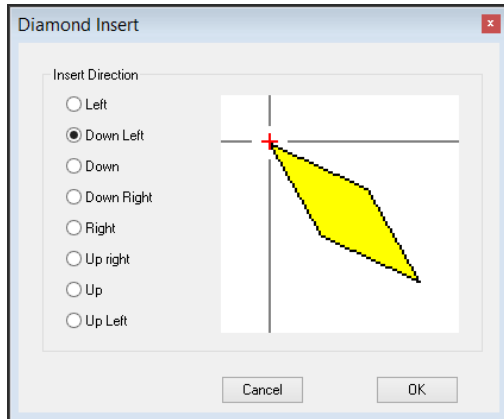 Diamond Insert
x
Insert Direction
Left
Down Left
Down
Down Right
Right
Up right
Up
Up Left
Cancel
OK